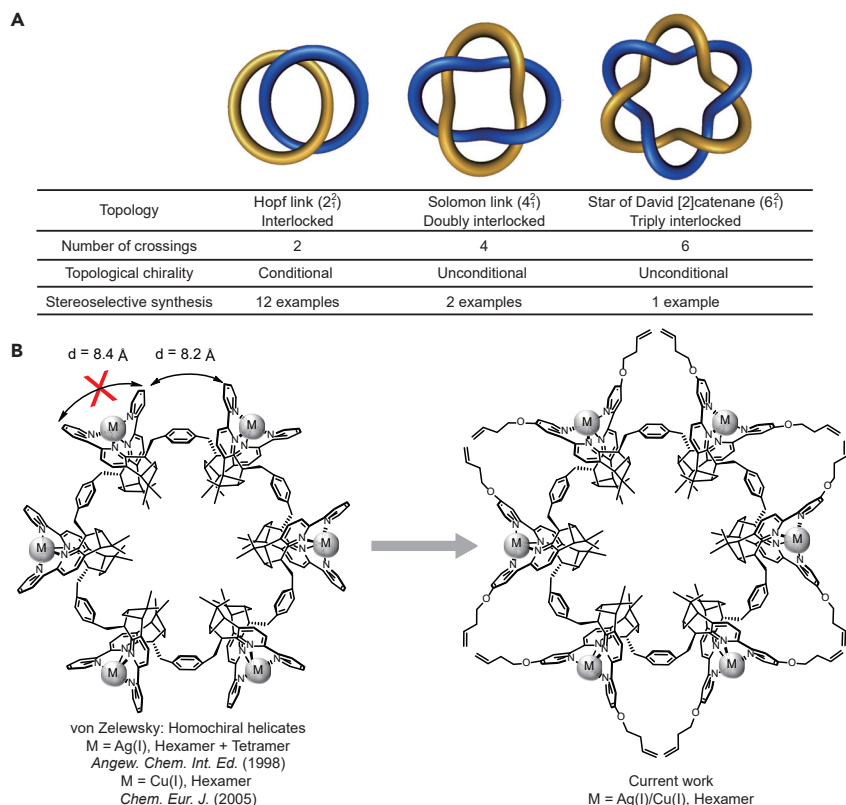 A
Topology
Hopf link (2²₁)
Interlocked
Solomon link (4²₁)
Doubly interlocked
Star of David [2]catenane (6²₁)
Triply interlocked
Number of crossings 2 4 6
Topological chirality Conditional Unconditional Unconditional
Stereoselective synthesis 12 examples 2 examples 1 example
B
d = 8.4 Å d = 8.2 Å
X
M M
M M
M M
N N N N N N N N N N N N N N N N N N N N N N N N
von Zelewsky: Homochiral helicates
M = Ag(I), Hexamer + Tetramer
Angew. Chem. Int. Ed. (1998)
M = Cu(I), Hexamer
Chem. Eur. J. (2005)
O O
O O
M M
O O
M M
O O
M M
O O
O O
N N N N N N N N N N N N N N N N N N N N N N N N
Current work
M = Ag(I)/Cu(I), Hexamer